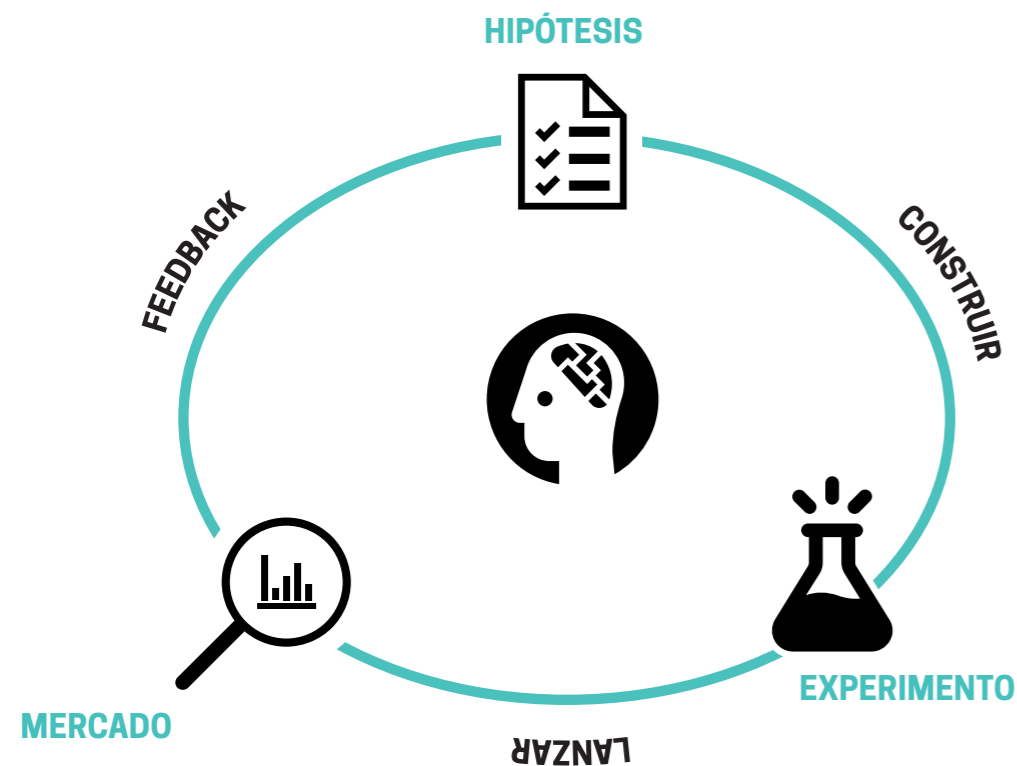 HIPÓTESIS
CONSTRUIR
EXPERIMENTO
LANZAR
MERCADO
FEEDBACK